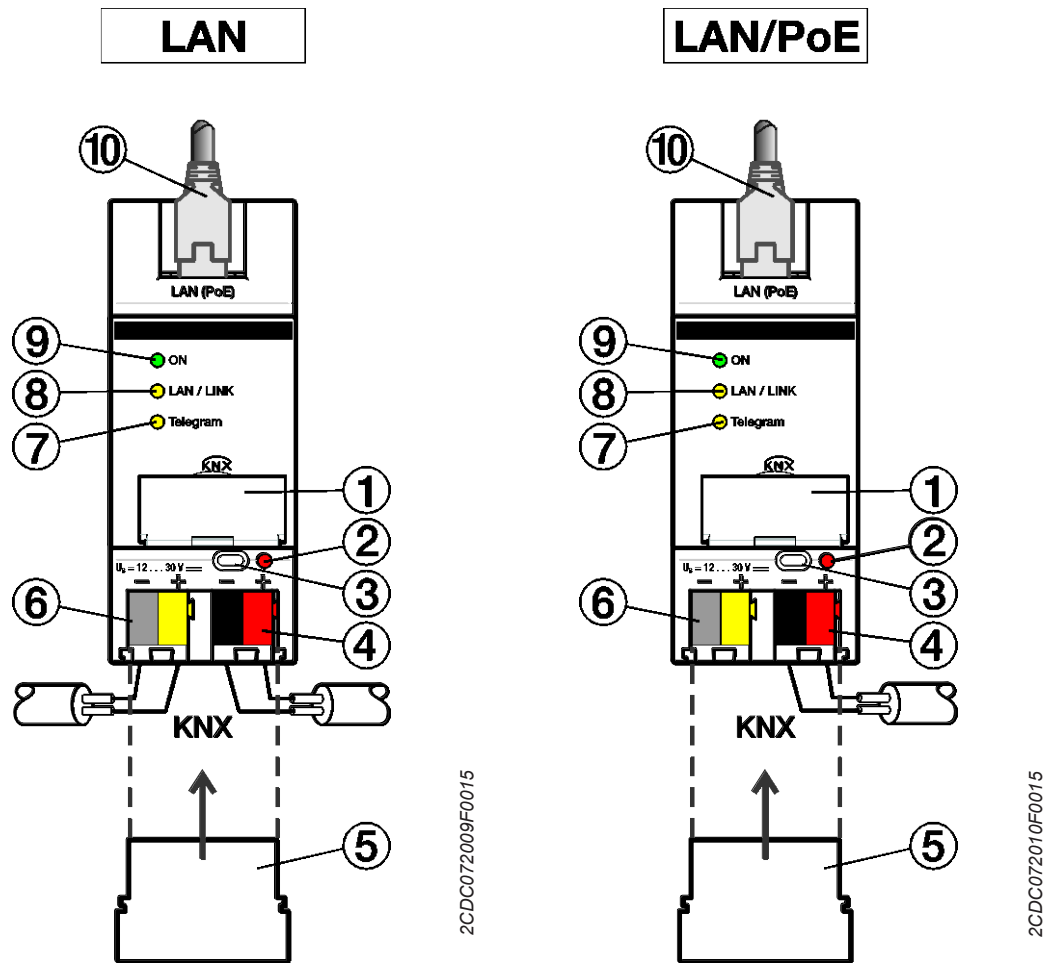 LAN
10
LAN (PoE)
9
ON
8
LAN / LINK
7
Telegram
KNX
1
2
Uₛ = 12 . . . 30 V
− + − +
3
6
4
KNX
5
2CDC072009F0015
LAN/PoE
10
LAN (PoE)
9
ON
8
LAN / LINK
7
Telegram
KNX
1
2
Uₛ = 12 . . . 30 V
− + − +
3
6
4
KNX
5
2CDC072010F0015